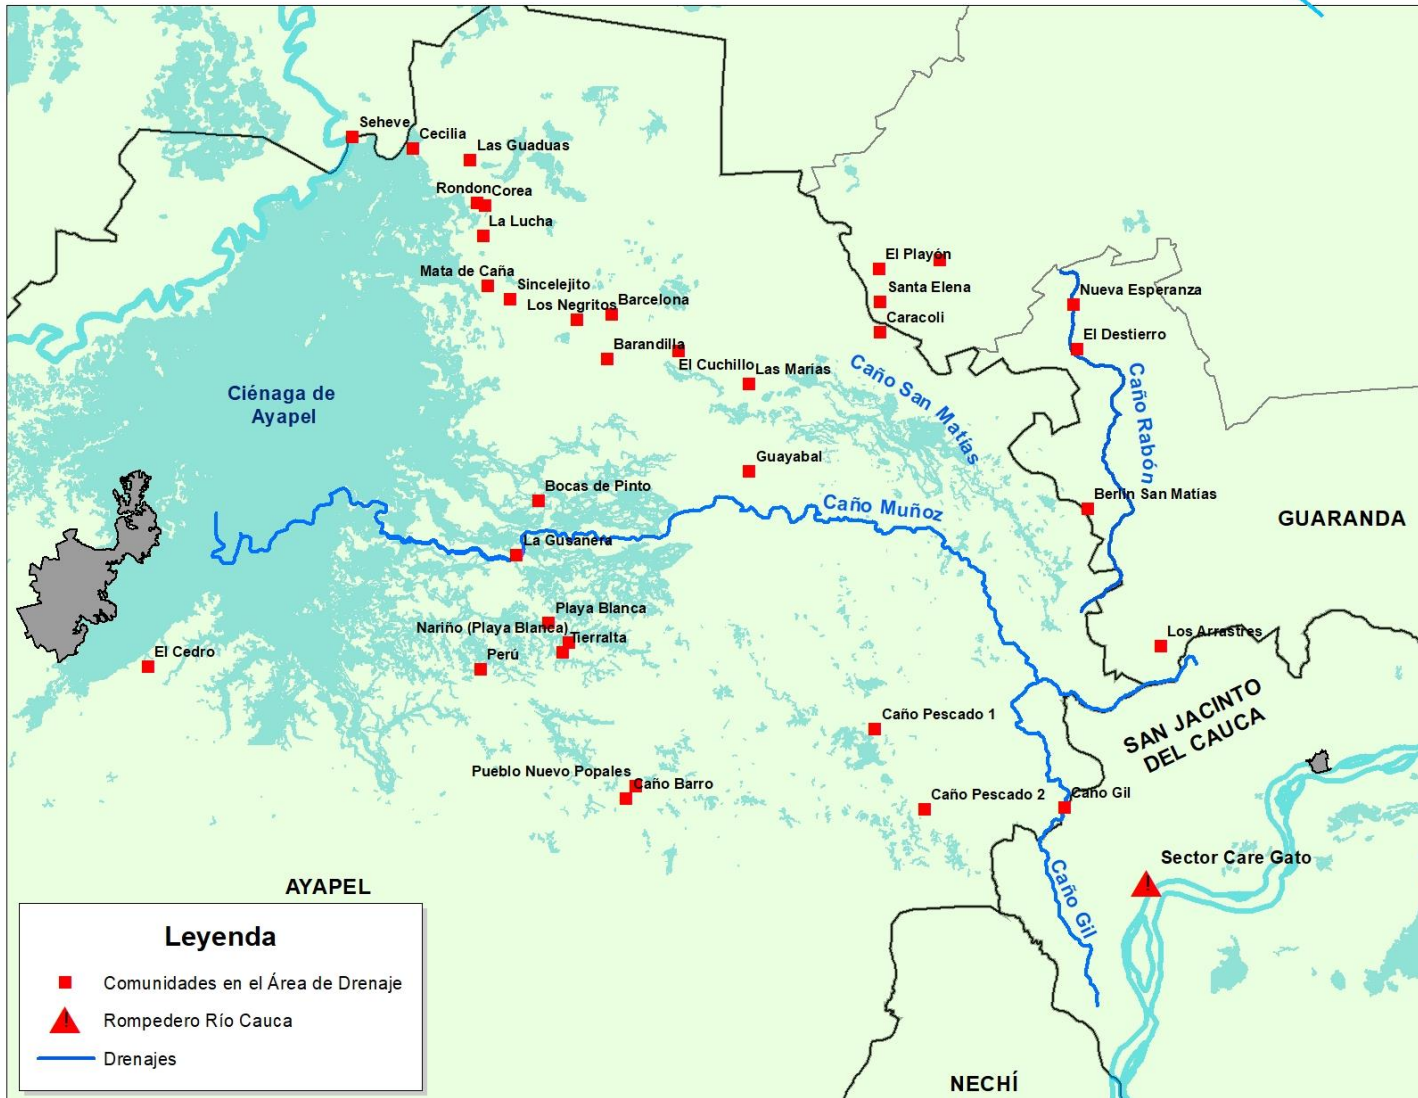 Seheve
Cecilia
Las Guaduas
Rondon
Corea
La Lucha
El Playón
Mata de Caña
Sincelejito
Santa Elena
Nueva Esperanza
Los Negritos
Barcelona
Caracoli
El Destierro
Barandilla
El Cuchillo
Las Marias
Caño San Matías
Caño Rabón
Ciénaga de
Ayapel
Guayabal
Bocas de Pinto
Caño Muñoz
Berlin San Matias
GUARANDA
La Gusanera
Playa Blanca
Nariño (Playa Blanca)
Tierralta
El Cedro
Perú
Los Arrastres
Caño Pescado 1
SAN JACINTO
DEL CAUCA
Pueblo Nuevo Popales
Caño Barro
Caño Pescado 2
Caño Gil
Sector Care Gato
Caño Gil
AYAPEL
NECHÍ
Leyenda
Comunidades en el Área de Drenaje
Rompedero Río Cauca
Drenajes